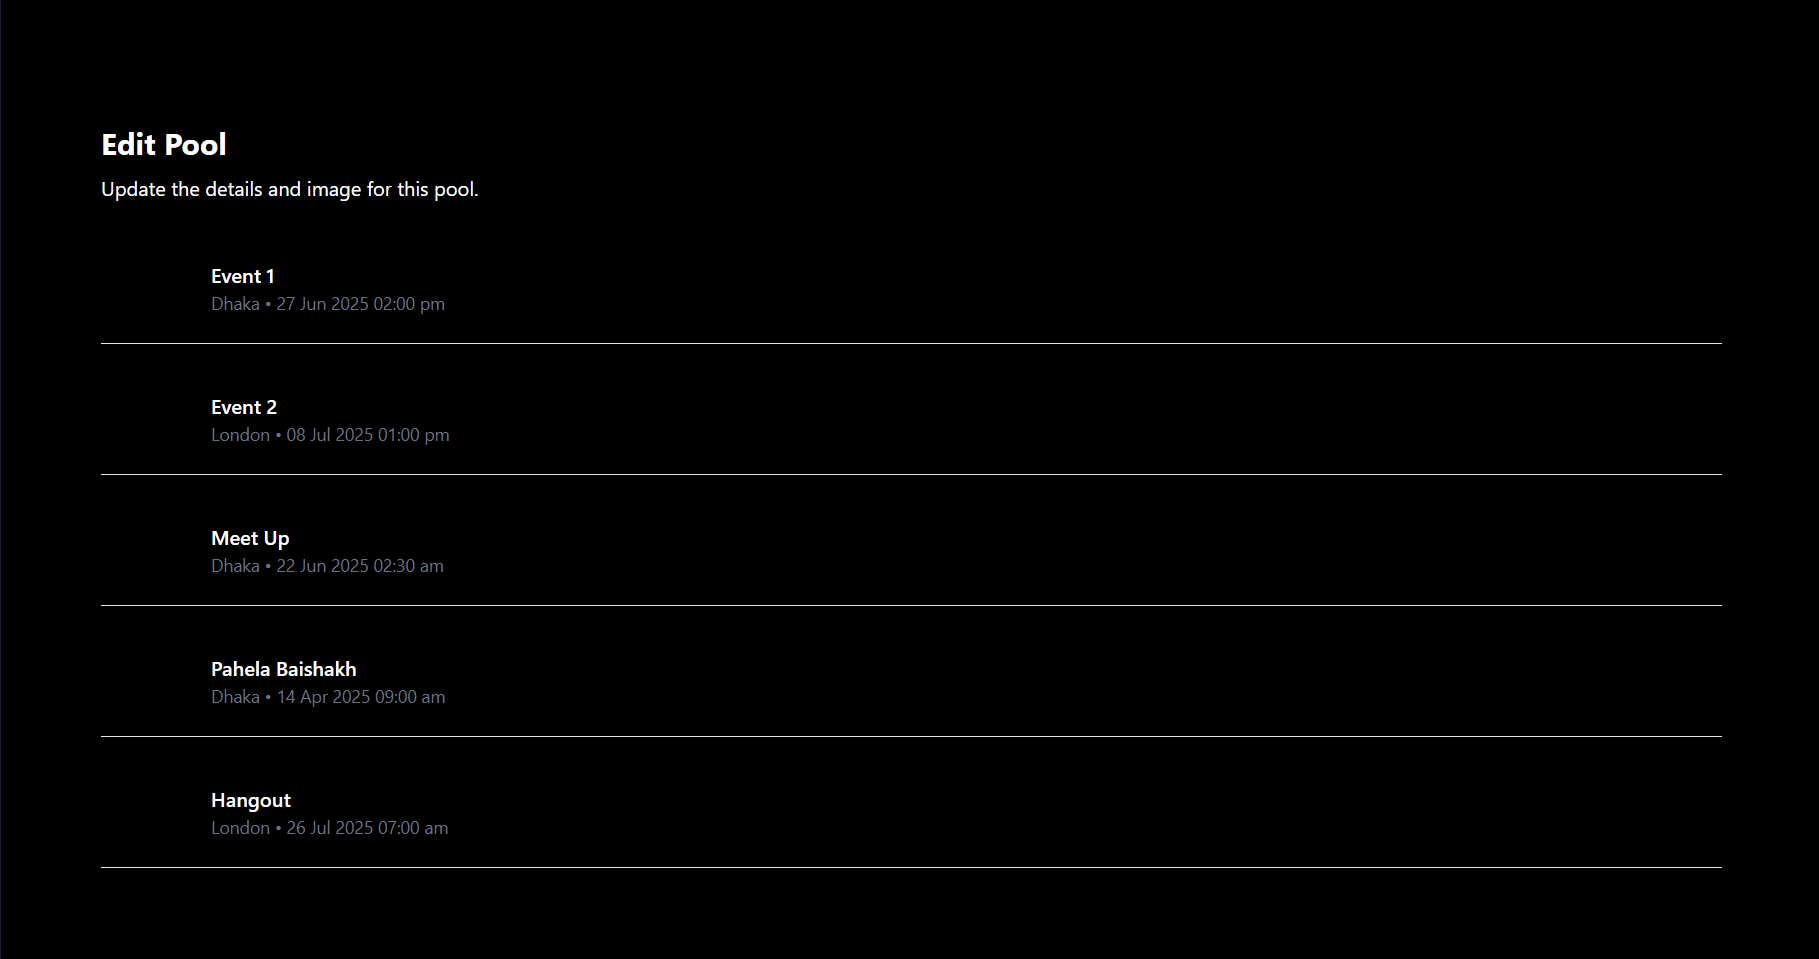 Edit Pool
Update the details and image for this pool.
Event 1
Dhaka • 27 Jun 2025 02:00 pm
Event 2
London • 08 Jul 2025 01:00 pm
Meet Up
Dhaka • 22 Jun 2025 02:30 am
Pahela Baishakh
Dhaka • 14 Apr 2025 09:00 am
Hangout
London • 26 Jul 2025 07:00 am